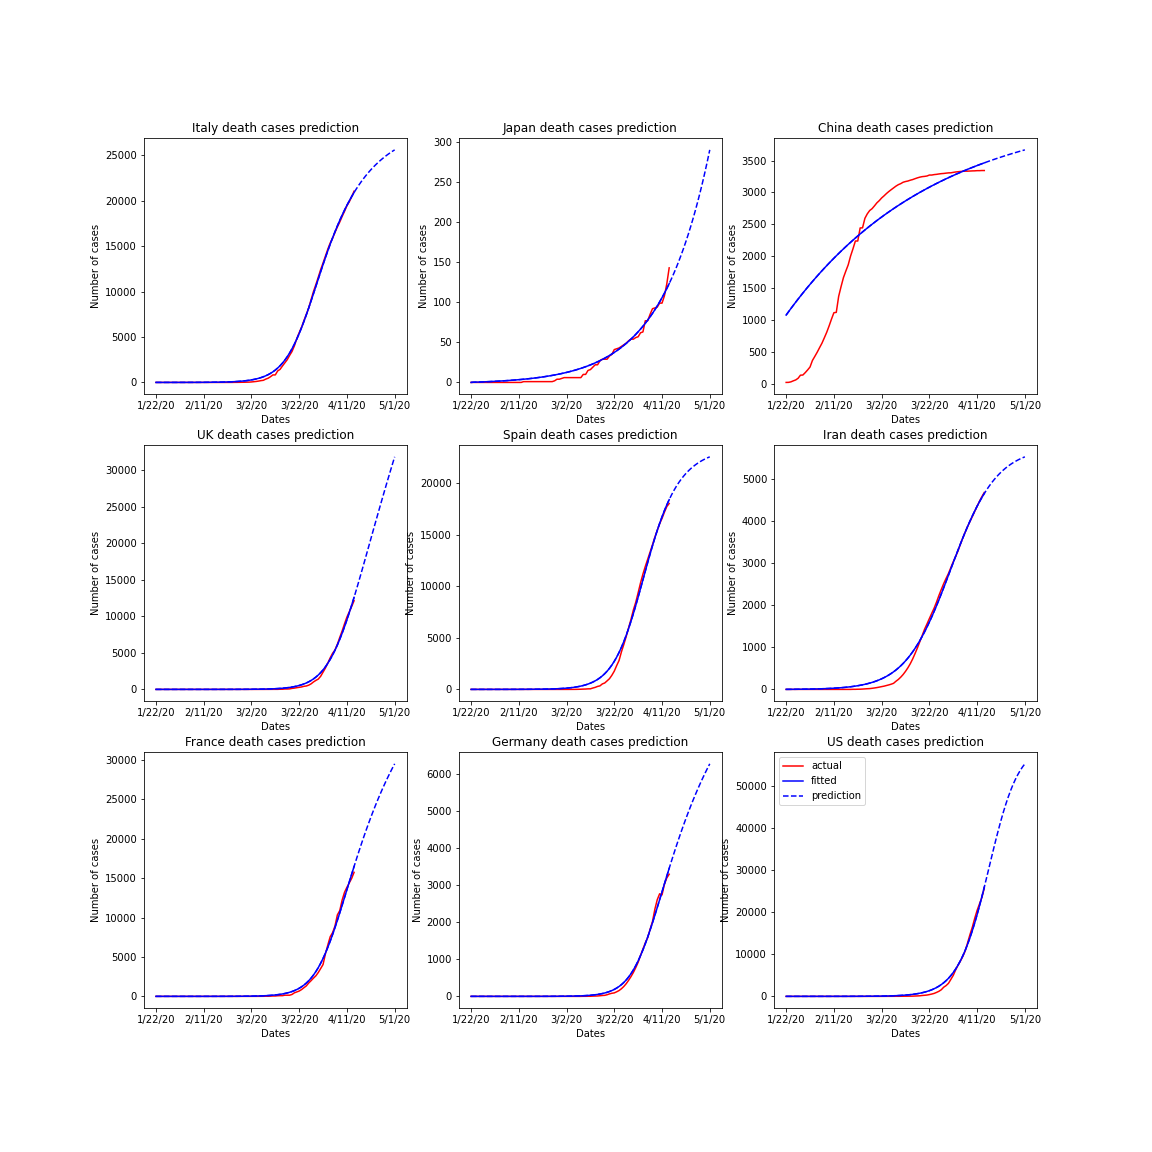 Italy death cases prediction
Number of cases
25000
20000
15000
10000
5000
0
1/22/20 2/11/20 3/2/20 3/22/20 4/11/20 5/1/20
Dates
Japan death cases prediction
Number of cases
300
250
200
150
100
50
0
1/22/20 2/11/20 3/2/20 3/22/20 4/11/20 5/1/20
Dates
China death cases prediction
Number of cases
3500
3000
2500
2000
1500
1000
500
0
1/22/20 2/11/20 3/2/20 3/22/20 4/11/20 5/1/20
Dates
UK death cases prediction
Number of cases
30000
25000
20000
15000
10000
5000
0
1/22/20 2/11/20 3/2/20 3/22/20 4/11/20 5/1/20
Dates
Spain death cases prediction
Number of cases
20000
15000
10000
5000
0
1/22/20 2/11/20 3/2/20 3/22/20 4/11/20 5/1/20
Dates
Iran death cases prediction
Number of cases
5000
4000
3000
2000
1000
0
1/22/20 2/11/20 3/2/20 3/22/20 4/11/20 5/1/20
Dates
France death cases prediction
Number of cases
30000
25000
20000
15000
10000
5000
0
1/22/20 2/11/20 3/2/20 3/22/20 4/11/20 5/1/20
Dates
Germany death cases prediction
Number of cases
6000
5000
4000
3000
2000
1000
0
1/22/20 2/11/20 3/2/20 3/22/20 4/11/20 5/1/20
Dates
US death cases prediction
actual
fitted
prediction
Number of cases
50000
40000
30000
20000
10000
0
1/22/20 2/11/20 3/2/20 3/22/20 4/11/20 5/1/20
Dates